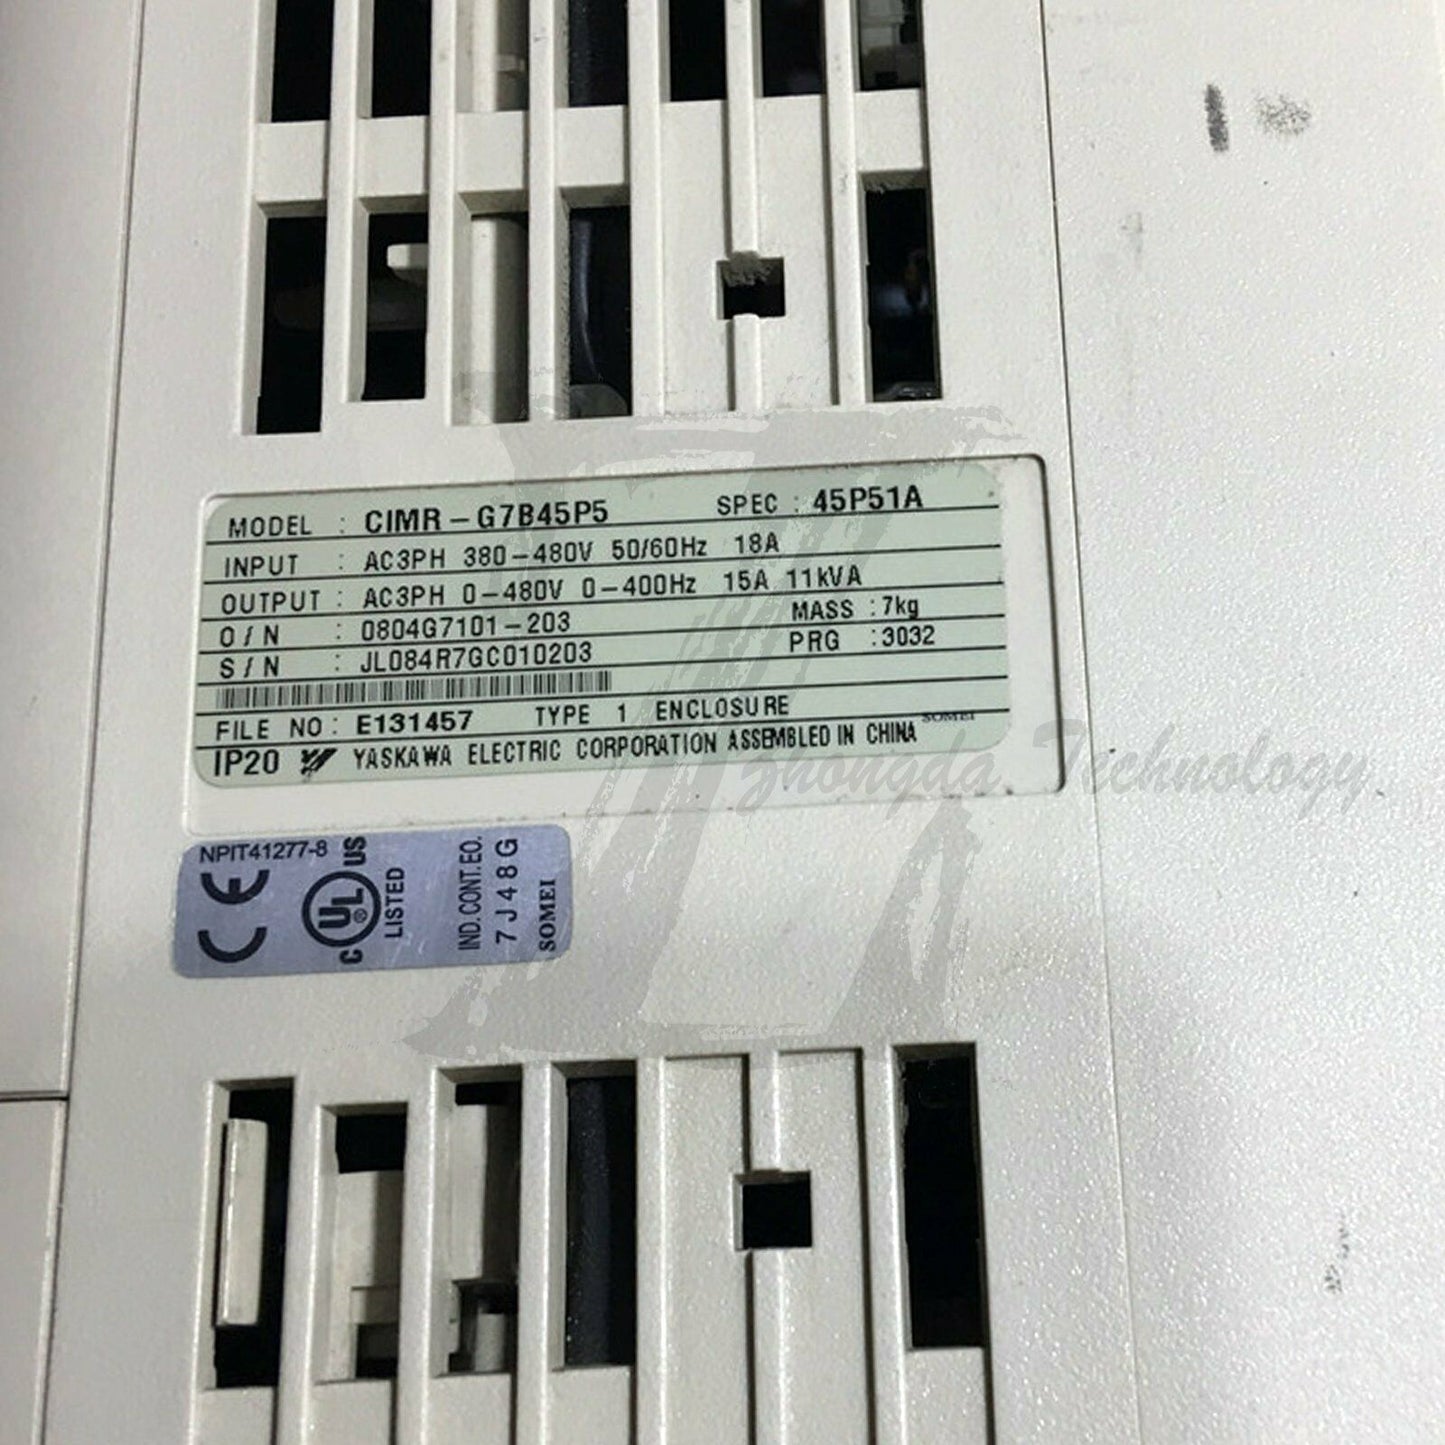 MODEL : CIMR-G7B45P5 SPEC : 45P51A
INPUT : AC3PH 380-480V 50/60Hz 18A
OUTPUT : AC3PH 0-480V 0-400Hz 15A 11kVA
O/N : 0804G7101-203 MASS : 7kg
S/N : JL084R7GC010203 PRG : 3032
FILE NO : E131457 TYPE 1 ENCLOSURE
SOMEI
IP20 YASKAWA ELECTRIC CORPORATION ASSEMBLED IN CHINA
Zhongda Technology
NPIT41277-8
CE
C UL US ®
LISTED
IND.CONT.EQ.
7J48G
SOMEI